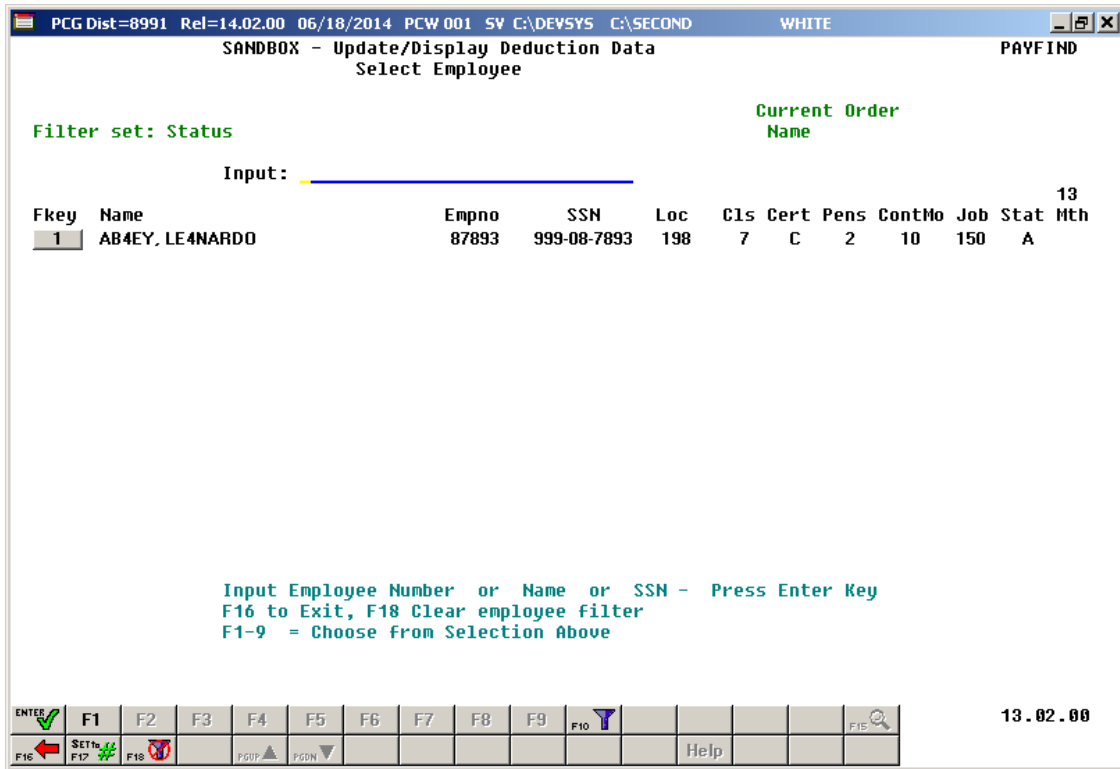 PCG Dist=8991 Rel=14.02.00 06/18/2014 PCW 001 SV C:\DEVSYS C:\SECOND WHITE
SANDBOX - Update/Display Deduction Data PAYFIND
Select Employee
Current Order
Filter set: Status Name
Input:
13
Fkey Name Empno SSN Loc Cls Cert Pens ContMo Job Stat Mth
1 AB4EY, LE4NARDO 87893 999-08-7893 198 7 C 2 10 150 A
Input Employee Number or Name or SSN - Press Enter Key
F16 to Exit, F18 Clear employee filter
F1-9 = Choose from Selection Above
ENTER F1 F2 F3 F4 F5 F6 F7 F8 F9 F10 F15 13.02.00
F16 SET to # F17 F18 PGUP PGDN Help